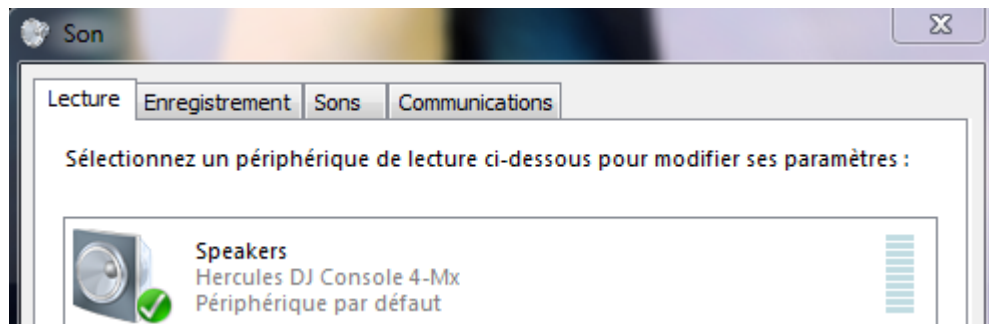 Son
Lecture Enregistrement Sons Communications
Sélectionnez un périphérique de lecture ci-dessous pour modifier ses paramètres :
Speakers
Hercules DJ Console 4-Mx
Périphérique par défaut